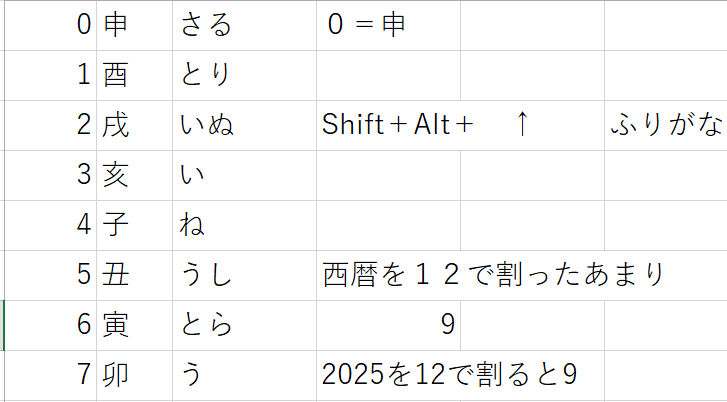 0 申 さる 0＝申
1 酉 とり
2 戌 いぬ Shift＋Alt＋　↑ ふりがな
3 亥 い
4 子 ね
5 丑 うし 西暦を１２で割ったあまり
6 寅 とら 9
7 卯 う 2025を12で割ると9